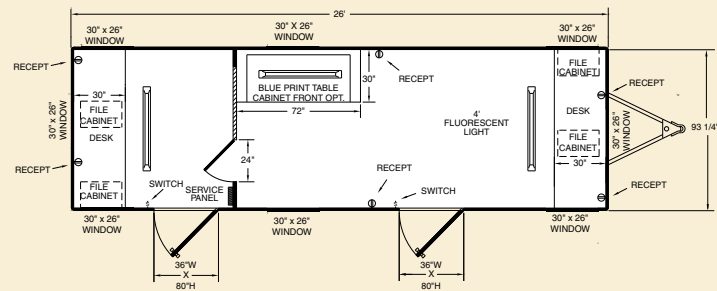 26'
30" x 26"
WINDOW
30" X 26"
WINDOW
30" x 26"
WINDOW
RECEPT
30" x 26"
WINDOW
30"
FILE
CABINET
DESK
FILE
CABINET
RECEPT
BLUE PRINT TABLE
CABINET FRONT OPT.
30"
72"
RECEPT
4'
FLUORESCENT
LIGHT
FILE
CABINET
RECEPT
DESK
FILE
CABINET
30"
30" x 26"
WINDOW
93 1/4"
24"
SWITCH
SERVICE
PANEL
RECEPT
SWITCH
RECEPT
30" x 26"
WINDOW
30" x 26"
WINDOW
30" x 26"
WINDOW
36"W
X
80"H
36"W
X
80"H